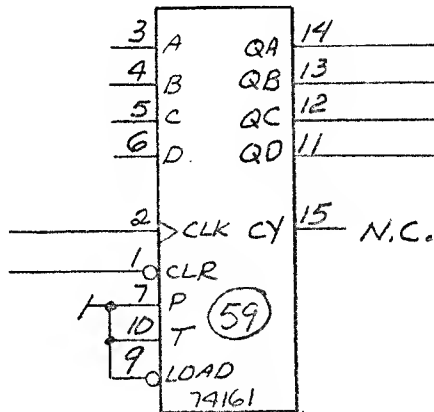 3 A QA 14
4 B QB 13
5 C QC 12
6 D. QD 11
2 CLK CY 15 N.C.
1 CLR
7 P
59
10 T
9 LOAD
74161